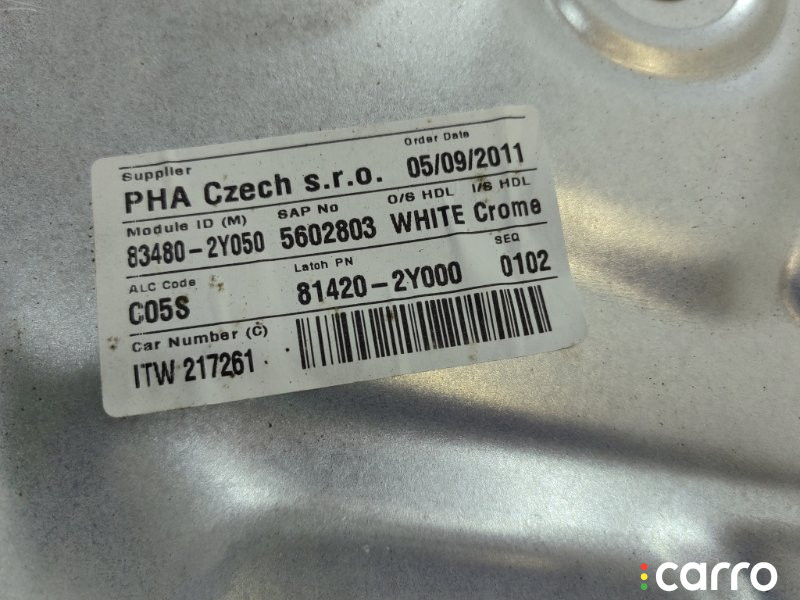 Supplier
Order Date
PHA Czech s.r.o. 05/09/2011
Module ID (M) SAP No O/S HDL I/S HDL
83480-2Y050 5602803 WHITE Crome
ALC Code Latch PN SEQ
C05S 81420-2Y000 0102
Car Number (C)
ITW 217261
carro